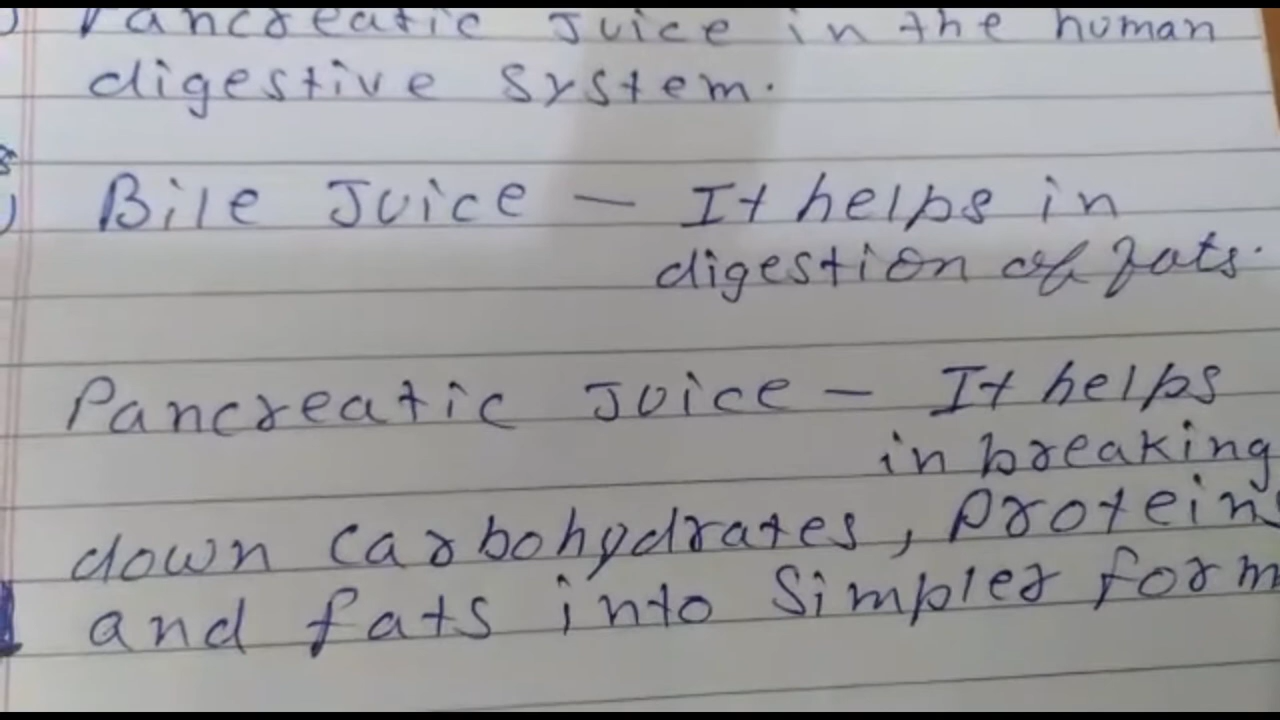 Pancreatic Juice in the human
digestive system.
Bile Juice – It helps in
digestion of fats.
Pancreatic Juice – It helps
in breaking
down carbohydrates, Proteins
and fats into Simpler form